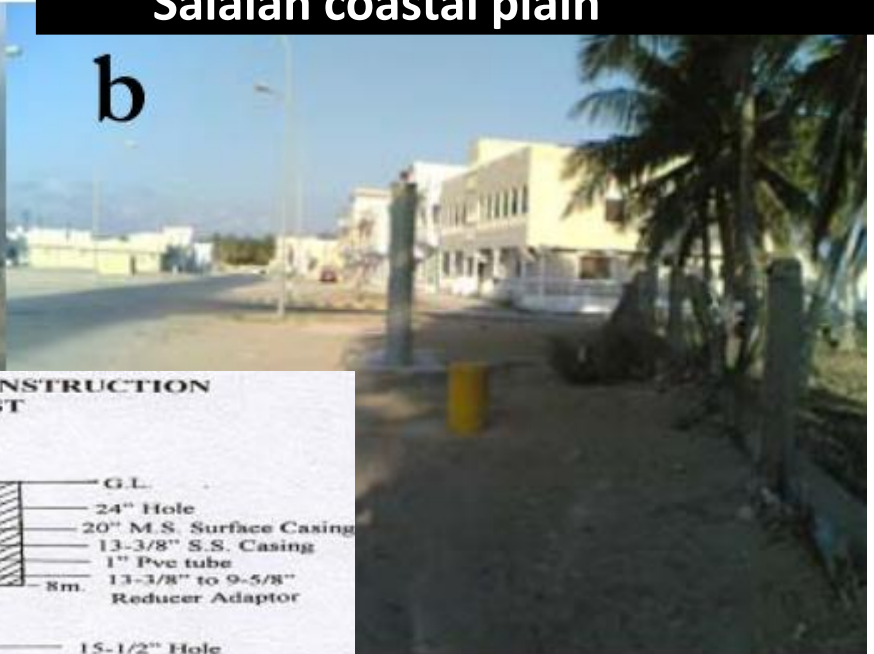 Salalah coastal plain
b
NSTRUCTION
ST
G.L.
24" Hole
20" M.S. Surface Casing
13-3/8" S.S. Casing
1" Pvc tube
13-3/8" to 9-5/8"
8m.
Reducer Adaptor
15-1/2" Hole